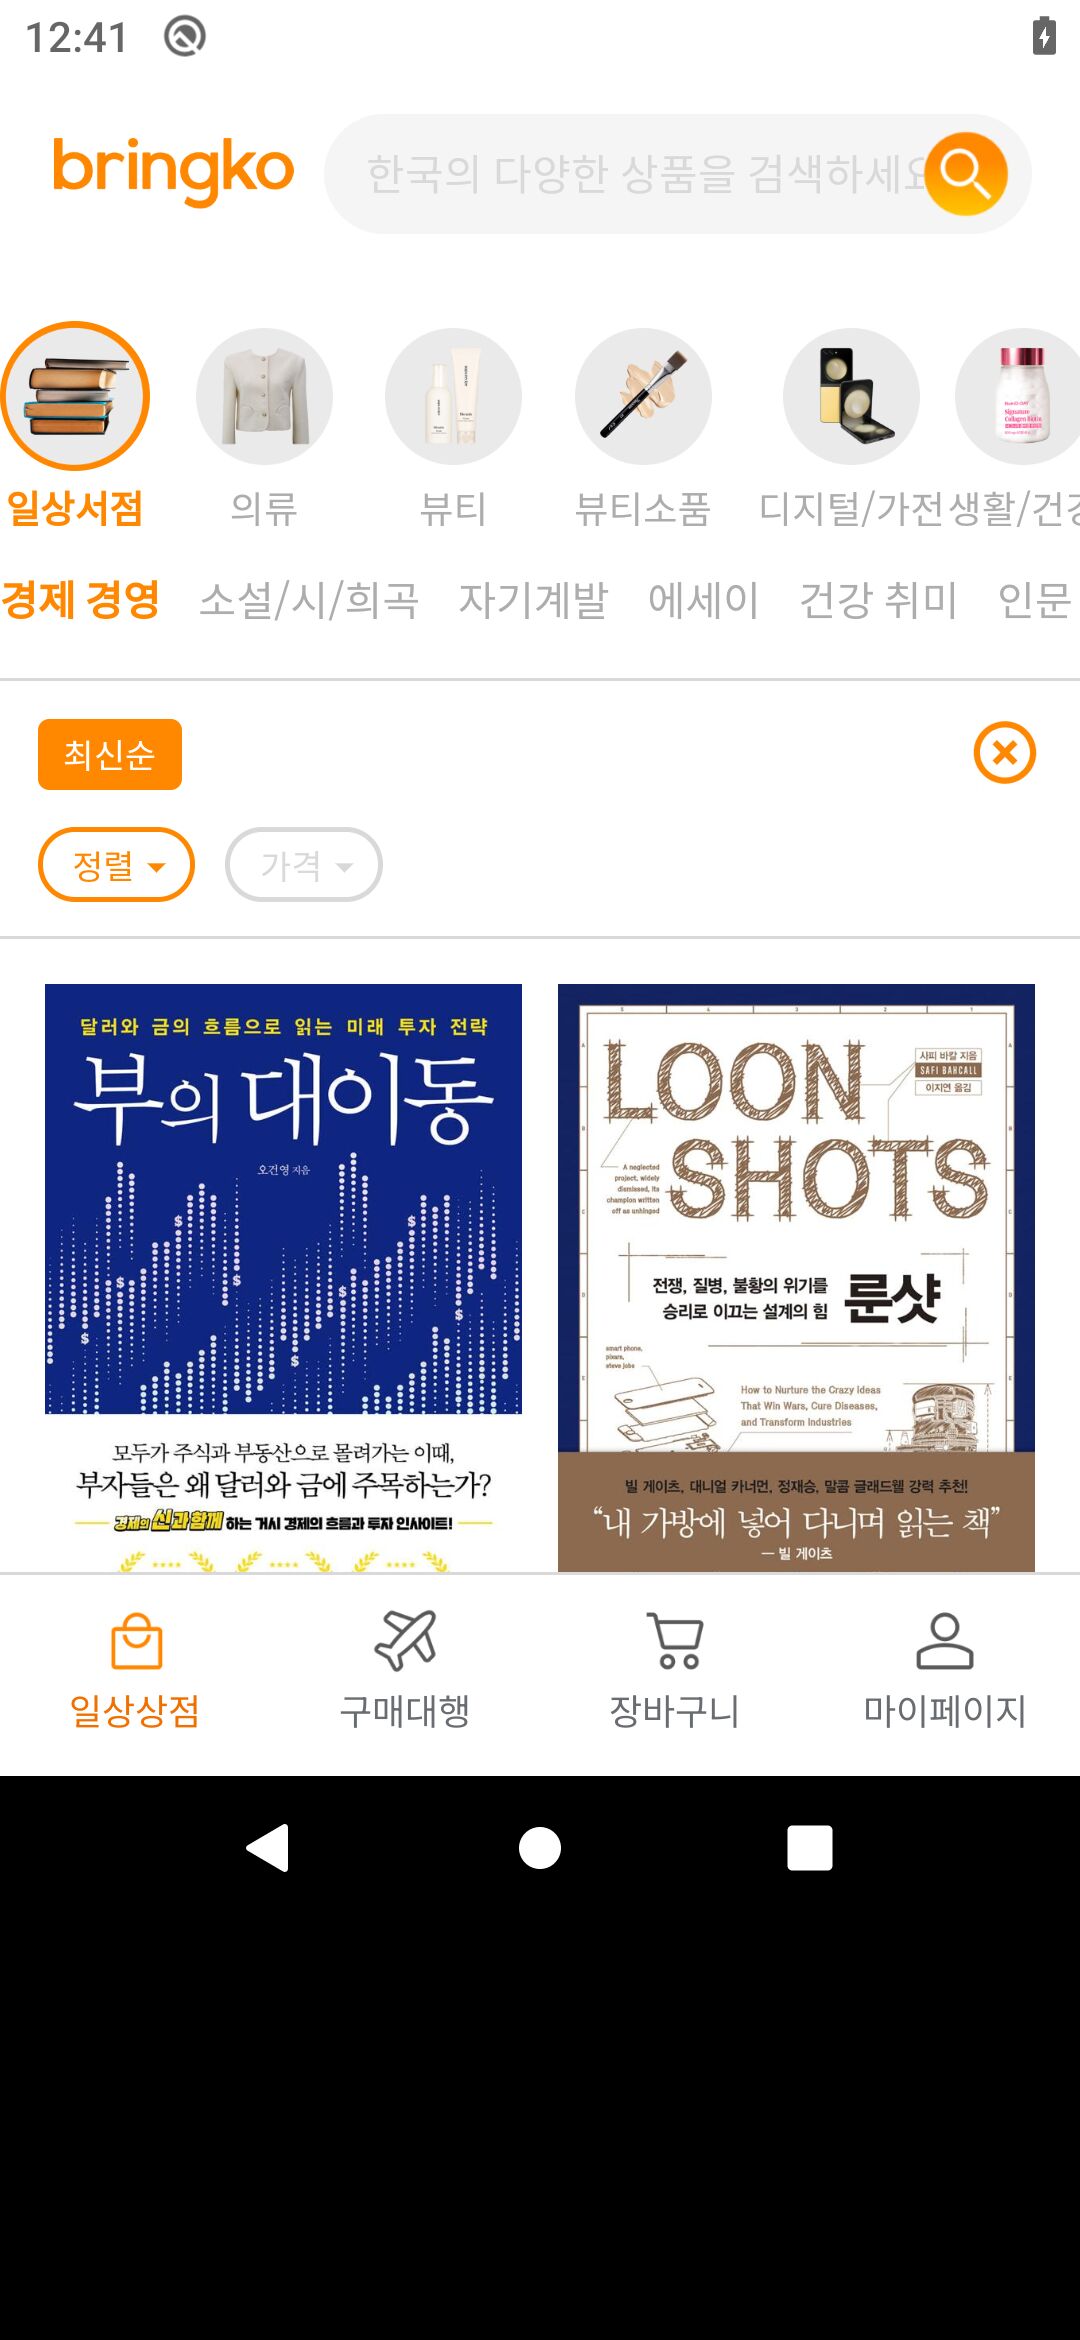 12:41
bringko
한국의 다양한 상품을 검색하세요
일상서점
의류
뷰티
뷰티소품
디지털/가전
생활/건강
경제 경영
소설/시/희곡
자기계발
에세이
건강 취미
인문
최신순
정렬
가격
달러와 금의 흐름으로 읽는 미래 투자 전략
부의 대이동
오건영 지음
모두가 주식과 부동산으로 몰려가는 이때,
부자들은 왜 달러와 금에 주목하는가?
경제의 신과함께 하는 거시 경제의 흐름과 투자 인사이트!
LOON
SHOTS
사피 바칼 지음
SAFI BAHCALL
이지연 옮김
A neglected
project, widely
dismissed, its
champion written
off as unhinged
전쟁, 질병, 불황의 위기를
승리로 이끄는 설계의 힘
룬샷
smart phone,
pixars,
steve jobs
How to Nurture the Crazy Ideas
That Win Wars, Cure Diseases,
and Transform Industries
빌 게이츠, 대니얼 카너먼, 정재승, 말콤 글래드웰 강력 추천!
“내 가방에 넣어 다니며 읽는 책”
— 빌 게이츠
일상상점
구매대행
장바구니
마이페이지